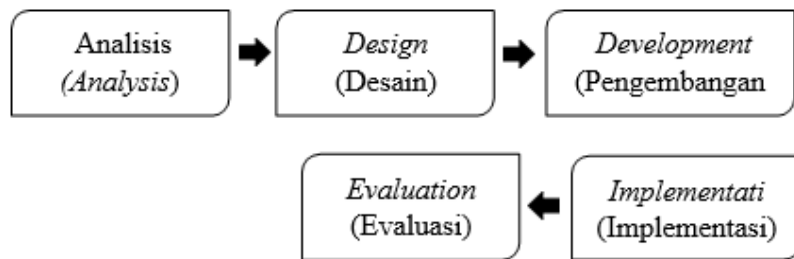 Analisis
(Analysis)
Design
(Desain)
Development
(Pengembangan
Implementati
(Implementasi)
Evaluation
(Evaluasi)